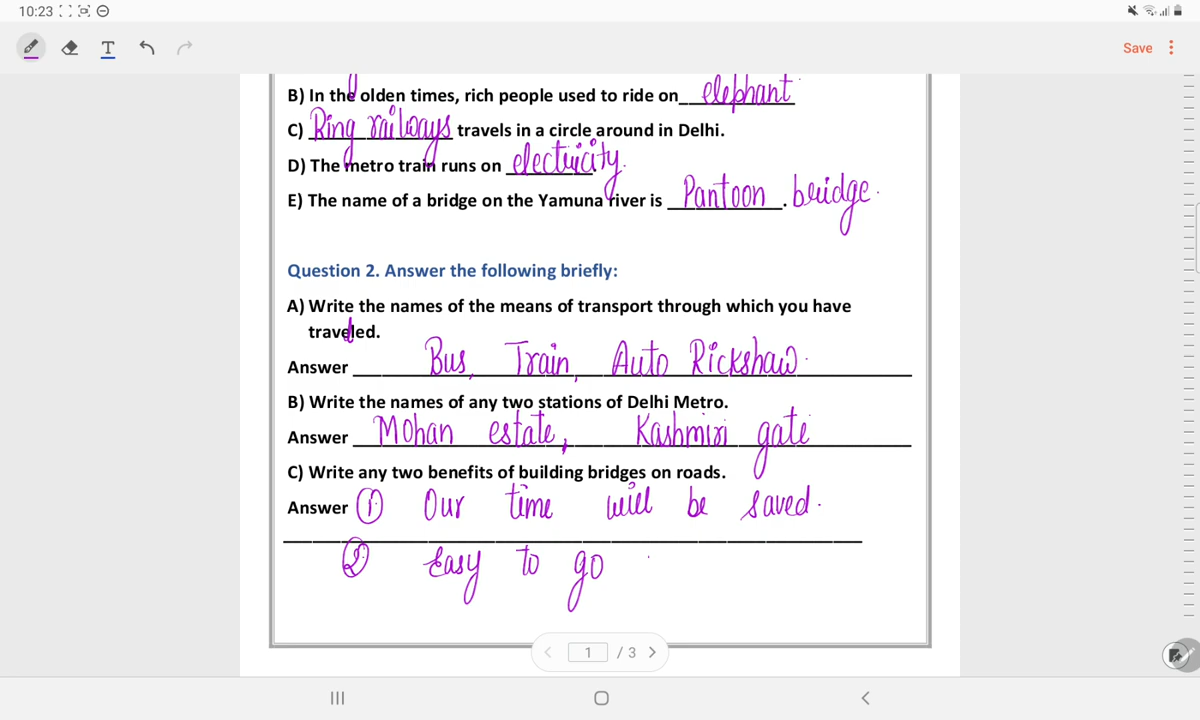 10:23
T Save
B) In the olden times, rich people used to ride on elephant
C) Ring railways travels in a circle around in Delhi.
D) The metro train runs on electricity.
E) The name of a bridge on the Yamuna river is Pantoon . bridge.
Question 2. Answer the following briefly:
A) Write the names of the means of transport through which you have
traveled.
Answer Bus, Train, Auto Rickshaw.
B) Write the names of any two stations of Delhi Metro.
Answer Mohan estate, Kashmiri gate
C) Write any two benefits of building bridges on roads.
Answer ① Our time will be saved.
② Easy to go
1 / 3